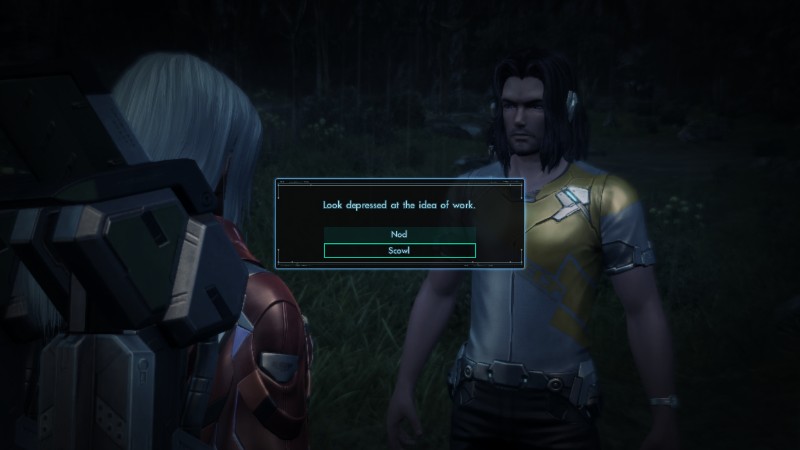 Look depressed at the idea of work.
Nod
Scowl